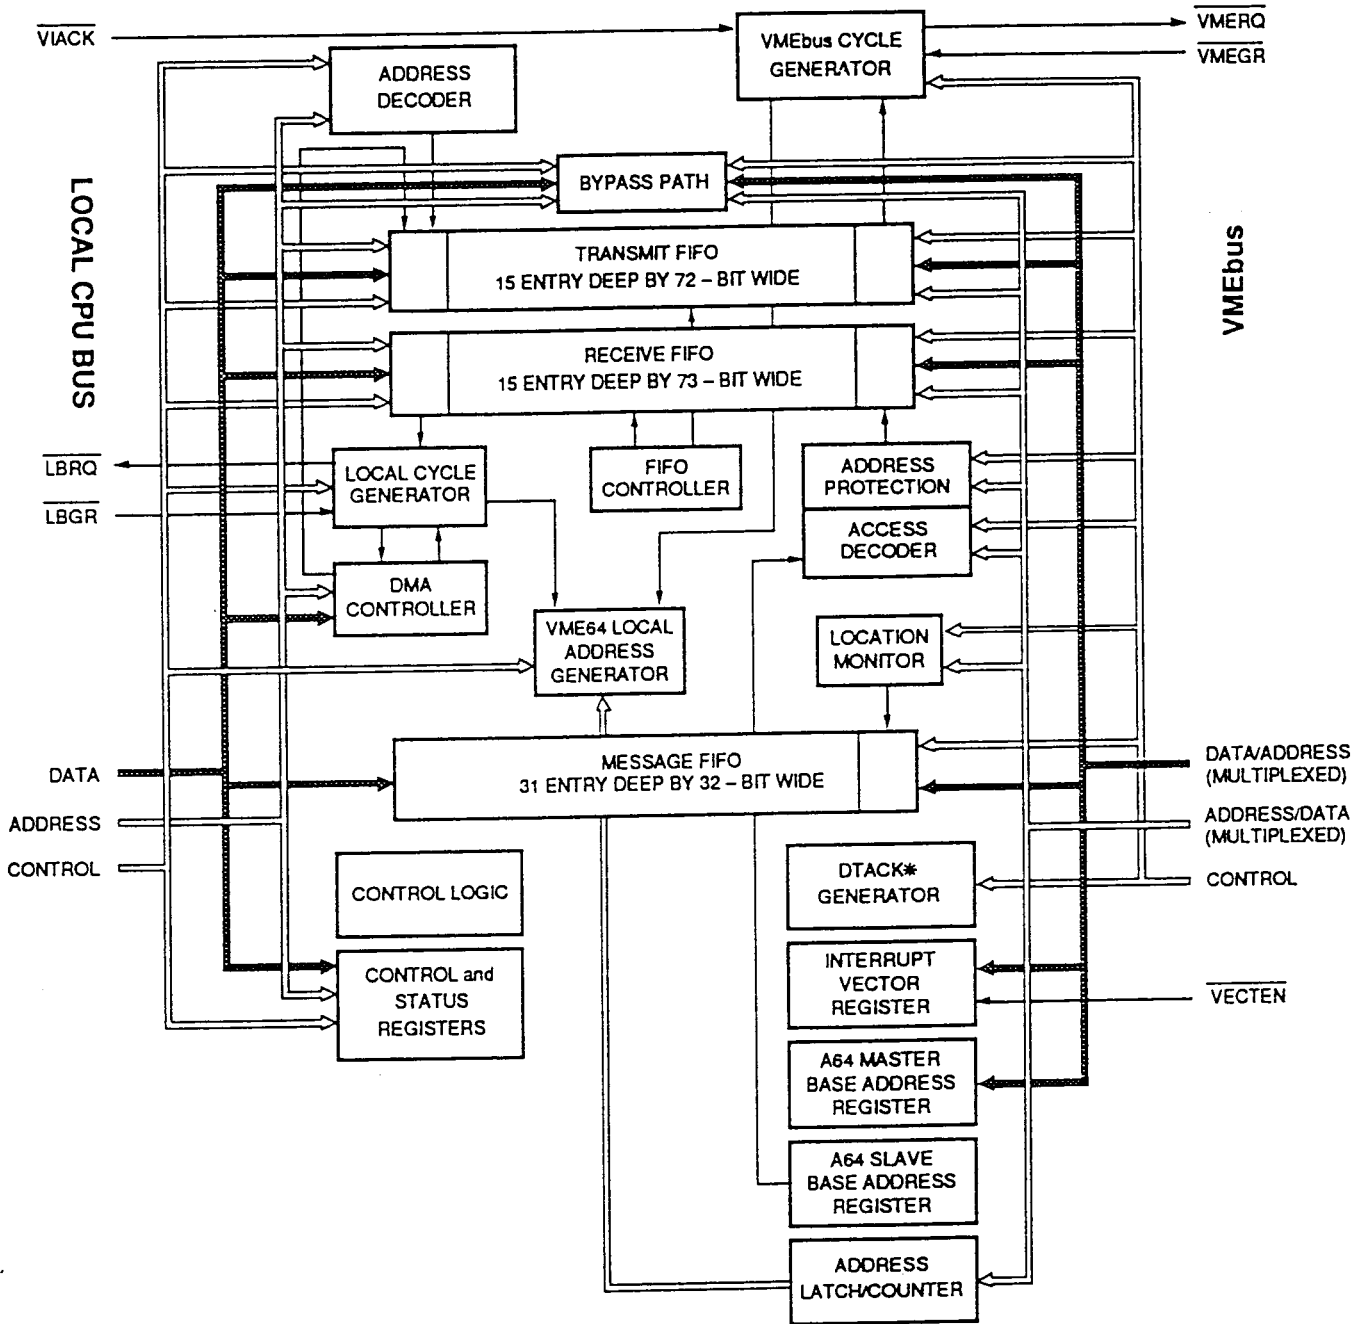 VIACK
VMEbus CYCLE
GENERATOR
VMERQ
VMEGR
ADDRESS
DECODER
BYPASS PATH
LOCAL CPU BUS
VMEbus
TRANSMIT FIFO
15 ENTRY DEEP BY 72 – BIT WIDE
RECEIVE FIFO
15 ENTRY DEEP BY 73 – BIT WIDE
LBRQ
LBGR
LOCAL CYCLE
GENERATOR
FIFO
CONTROLLER
ADDRESS
PROTECTION
ACCESS
DECODER
DMA
CONTROLLER
VME64 LOCAL
ADDRESS
GENERATOR
LOCATION
MONITOR
MESSAGE FIFO
31 ENTRY DEEP BY 32 – BIT WIDE
DATA
ADDRESS
CONTROL
DATA/ADDRESS
(MULTIPLEXED)
ADDRESS/DATA
(MULTIPLEXED)
CONTROL
CONTROL LOGIC
DTACK*
GENERATOR
CONTROL and
STATUS
REGISTERS
INTERRUPT
VECTOR
REGISTER
VECTEN
A64 MASTER
BASE ADDRESS
REGISTER
A64 SLAVE
BASE ADDRESS
REGISTER
ADDRESS
LATCH/COUNTER